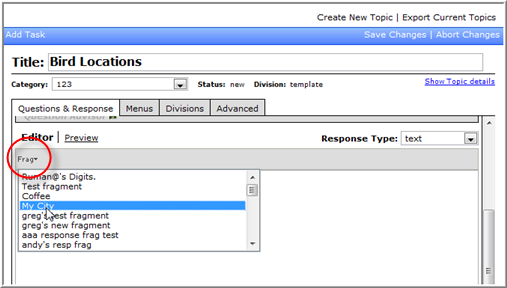 Create New Topic | Export Current Topics
Add Task Save Changes | Abort Changes
Title: Bird Locations
Category: 123 Status: new Division: template Show Topic details
Questions & Response Menus Divisions Advanced
Question Advisor
Editor | Preview Response Type: text
Frag
Ruman@'s Digits.
Test fragment
Coffee
My City
greg's test fragment
greg's new fragment
aaa response frag test
andy's resp frag